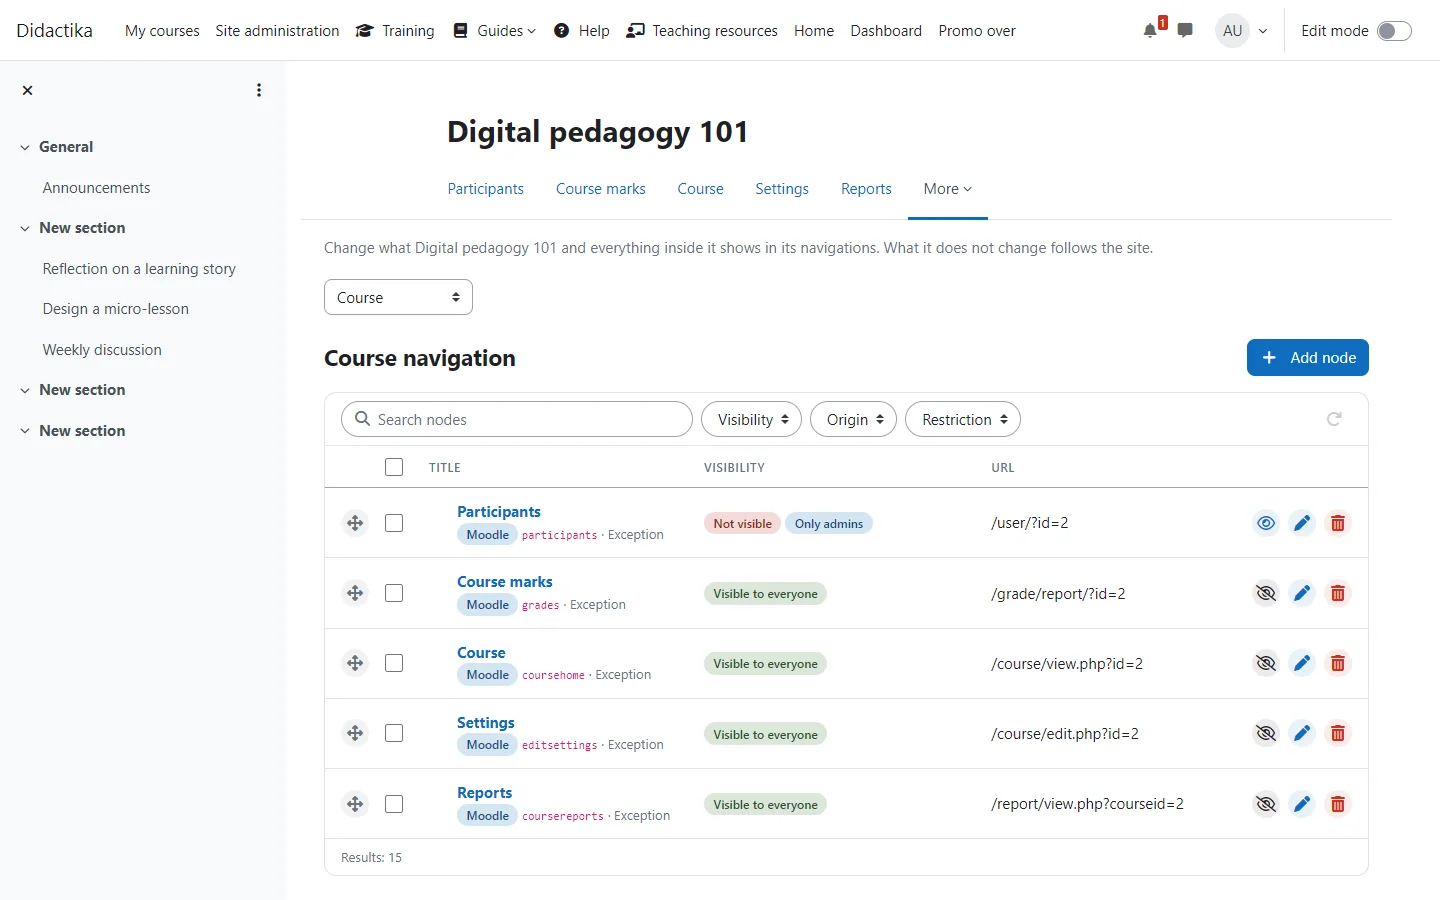 Didactika
My courses
Site administration
Training
Guides
Help
Teaching resources
Home
Dashboard
Promo over
1
AU
Edit mode
General
Announcements
New section
Reflection on a learning story
Design a micro-lesson
Weekly discussion
New section
New section
Digital pedagogy 101
Participants
Course marks
Course
Settings
Reports
More
Change what Digital pedagogy 101 and everything inside it shows in its navigations. What it does not change follows the site.
Course
Course navigation
Add node
Search nodes
Visibility
Origin
Restriction
TITLE
VISIBILITY
URL
Participants
Moodle participants · Exception
Not visible
Only admins
/user/?id=2
Course marks
Moodle grades · Exception
Visible to everyone
/grade/report/?id=2
Course
Moodle coursehome · Exception
Visible to everyone
/course/view.php?id=2
Settings
Moodle editsettings · Exception
Visible to everyone
/course/edit.php?id=2
Reports
Moodle coursereports · Exception
Visible to everyone
/report/view.php?courseid=2
Results: 15